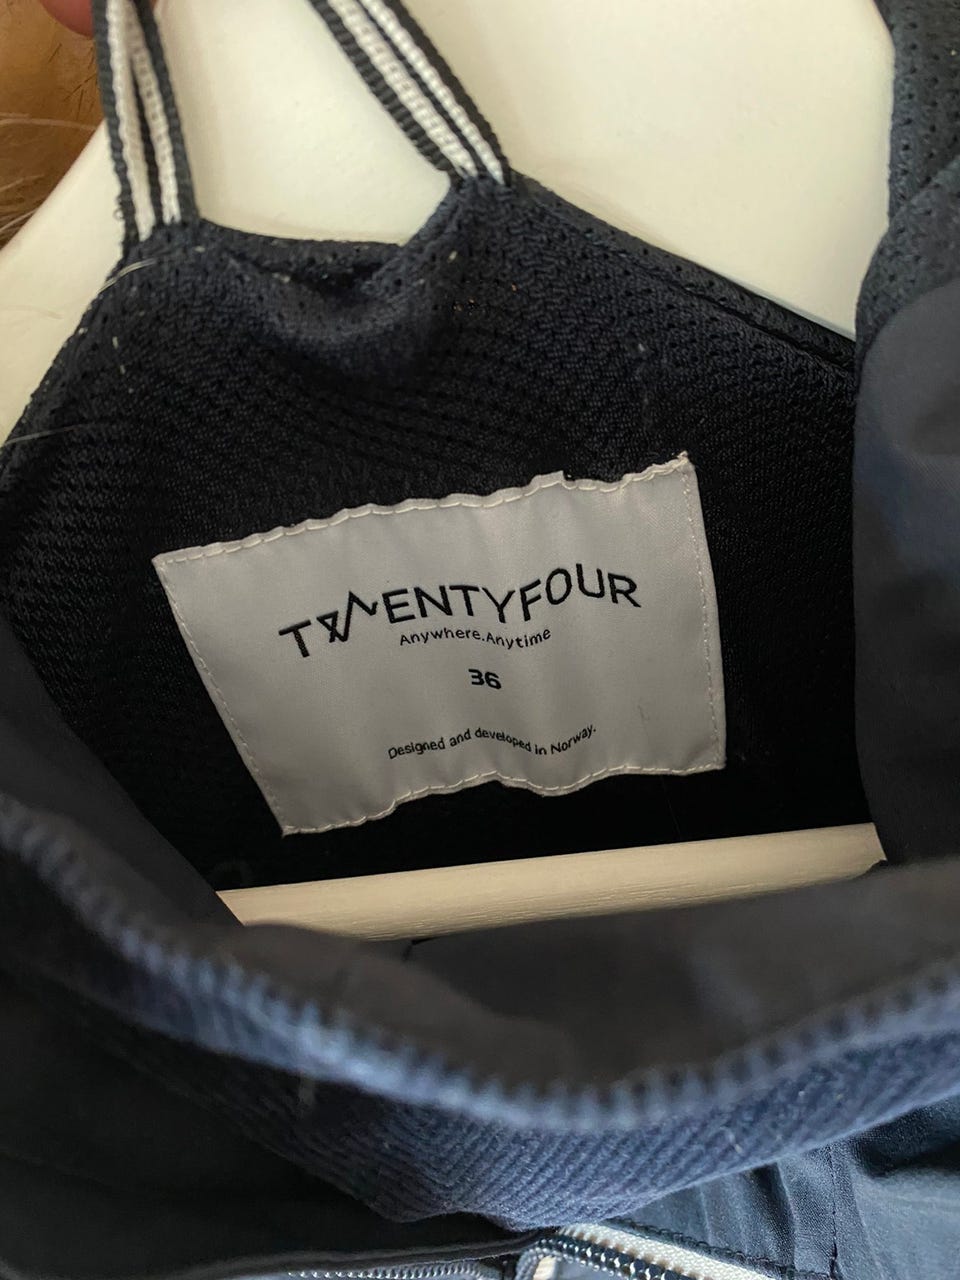 TWENTYFOUR
Anywhere.Anytime
36
Designed and developed in Norway.